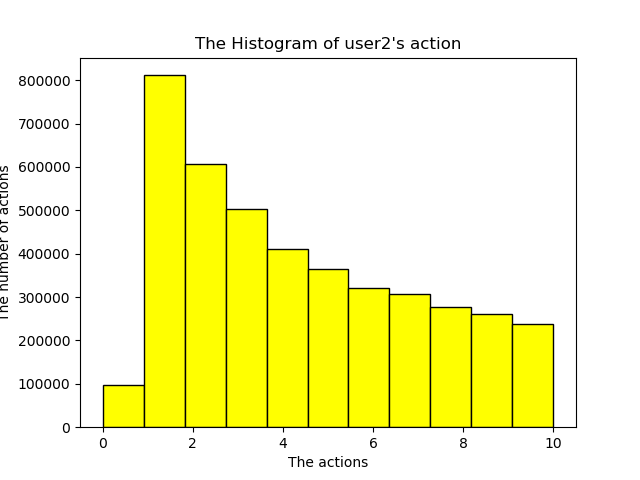 The Histogram of user2's action
800000
700000
600000
500000
400000
300000
200000
100000
0
The number of actions
0 2 4 6 8 10
The actions